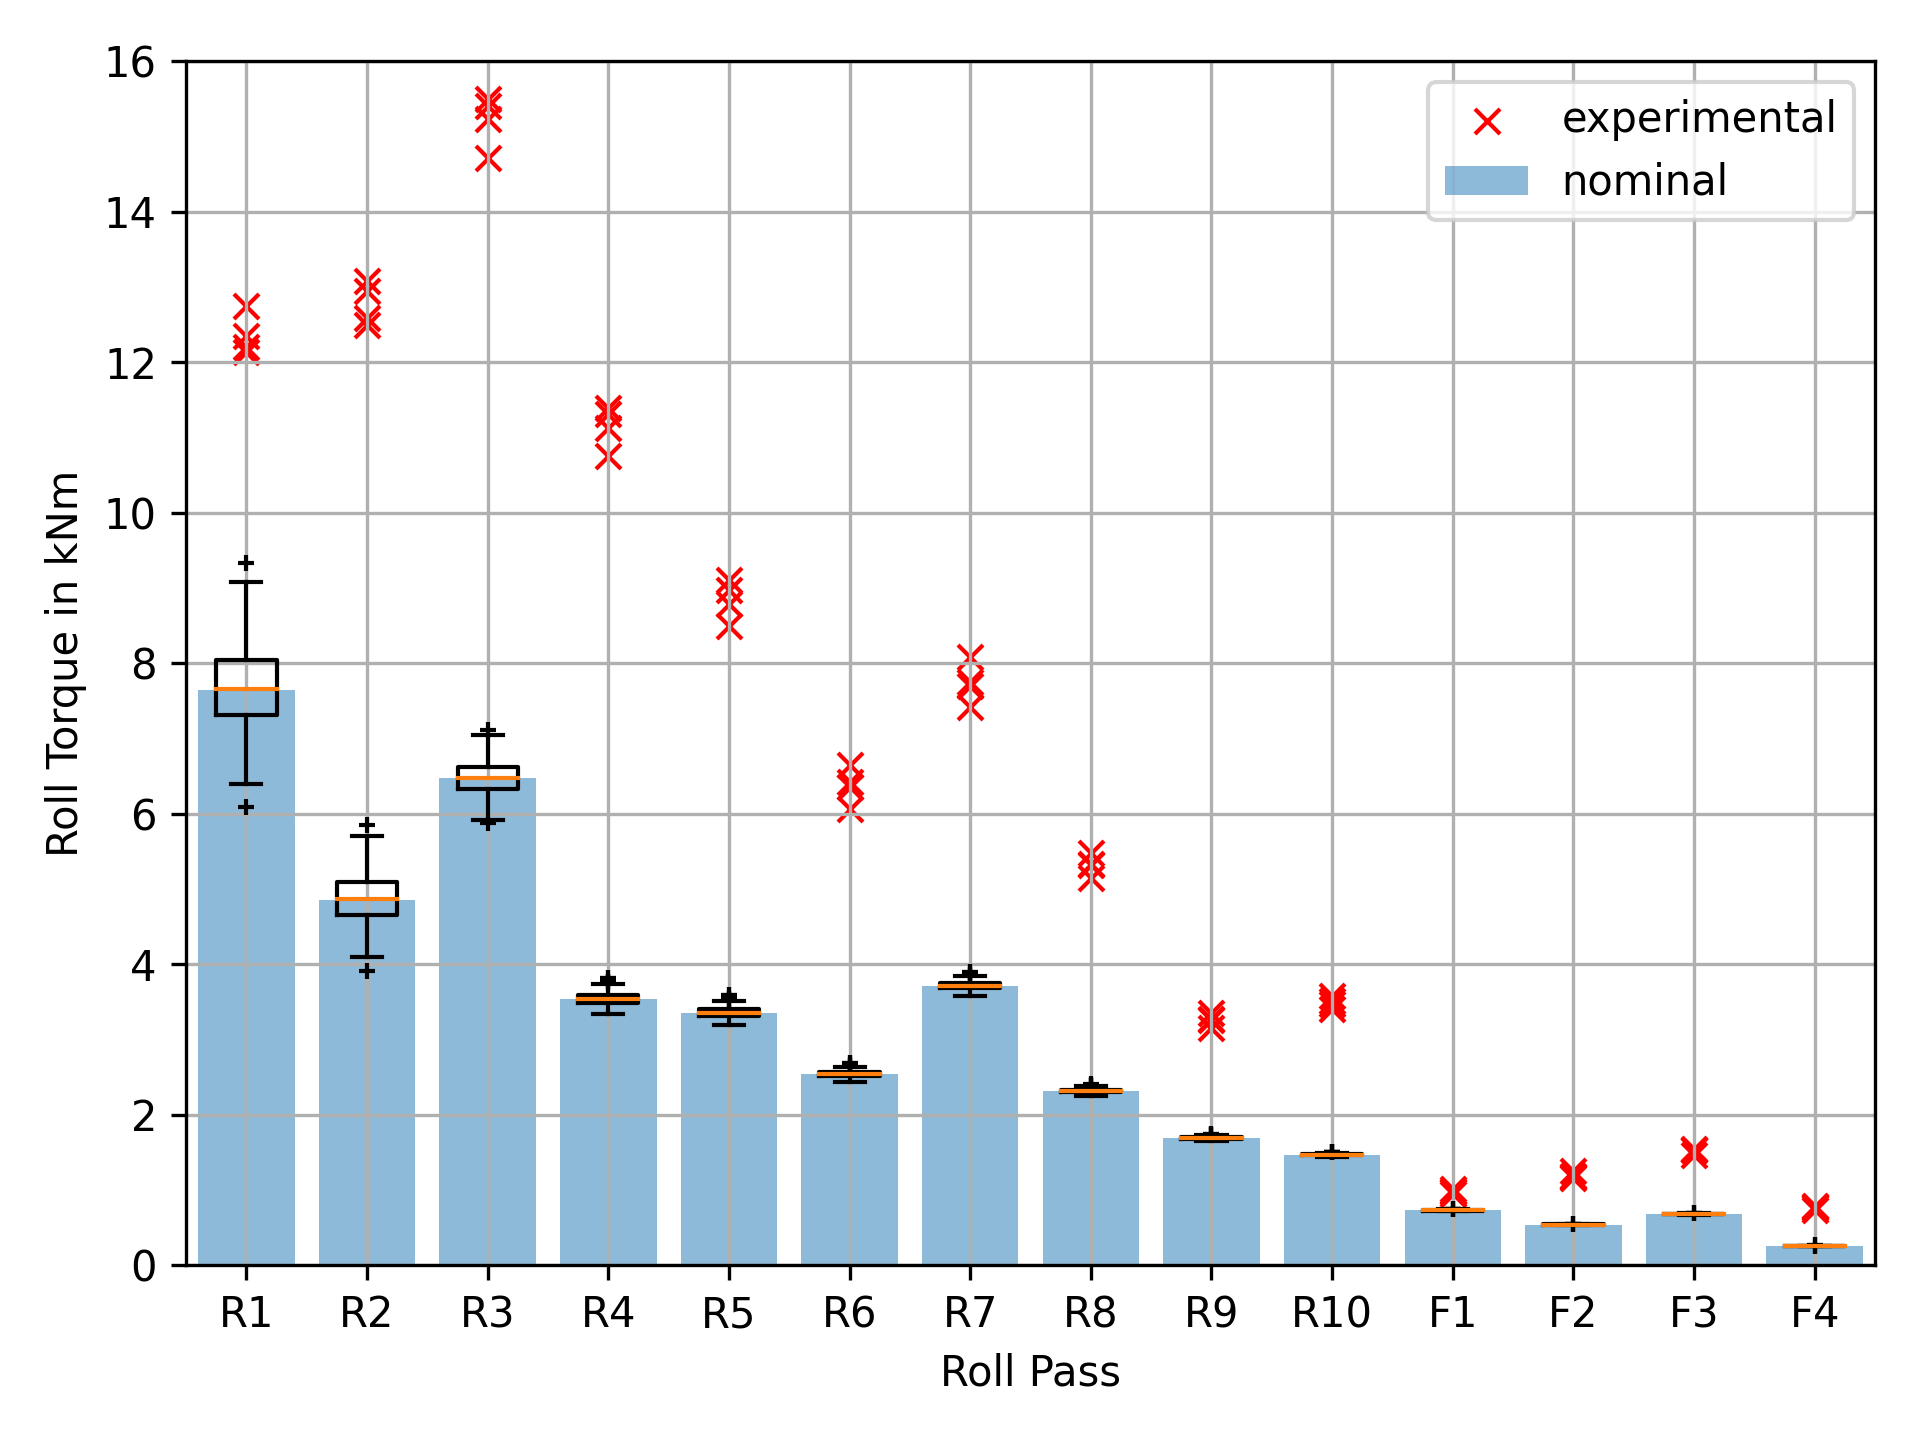 16
14
12
10
8
6
4
2
0
Roll Torque in kNm
experimental
nominal
R1 R2 R3 R4 R5 R6 R7 R8 R9 R10 F1 F2 F3 F4
Roll Pass